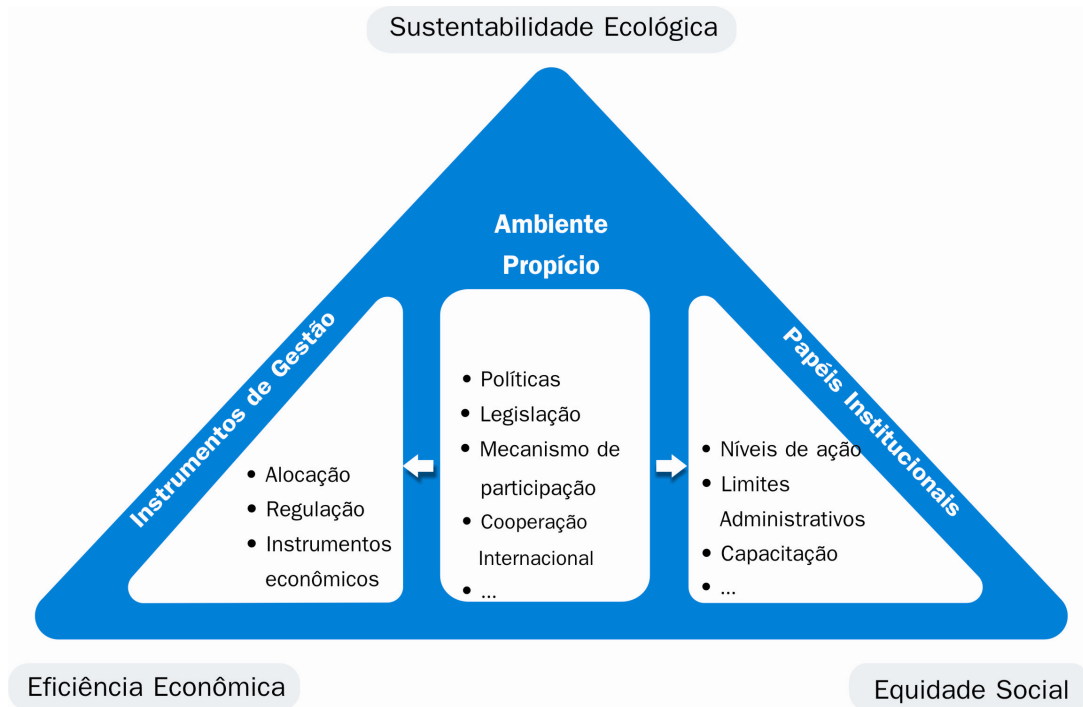 Sustentabilidade Ecológica
Ambiente
Propício
Instrumentos de Gestão
• Alocação
• Regulação
• Instrumentos
econômicos
• Políticas
• Legislação
• Mecanismo de
participação
• Cooperação
Internacional
• ...
Papéis Institucionais
• Níveis de ação
• Limites
Administrativos
• Capacitação
• ...
Eficiência Econômica
Equidade Social